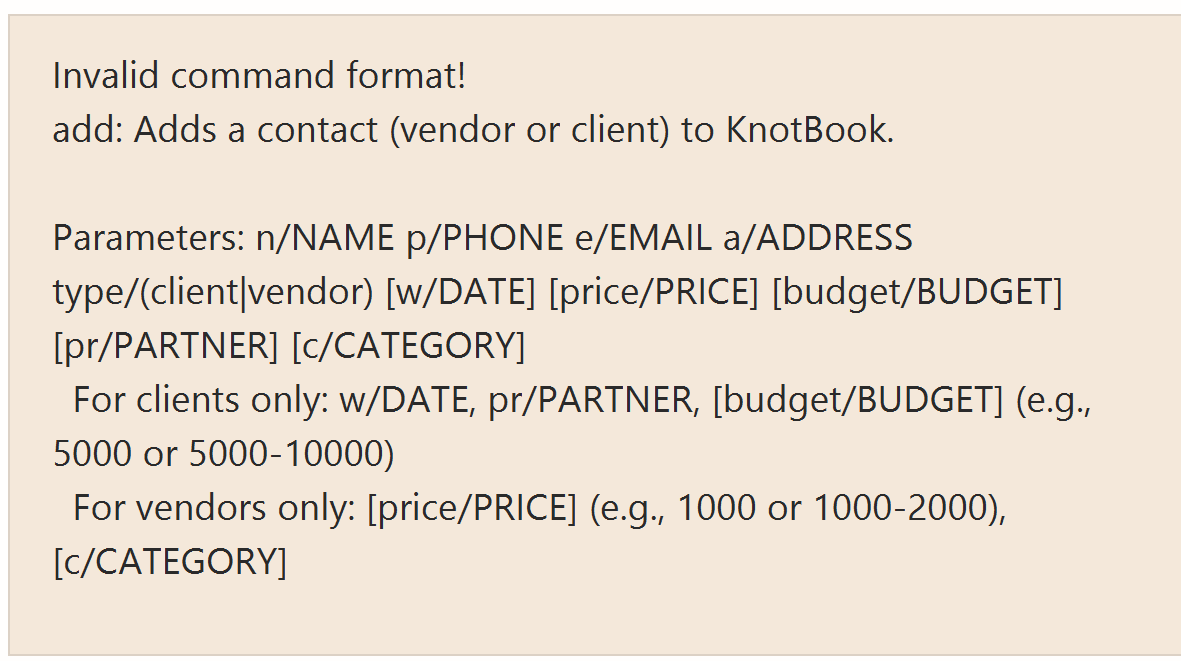 Invalid command format!
add: Adds a contact (vendor or client) to KnotBook.
Parameters: n/NAME p/PHONE e/EMAIL a/ADDRESS
type/(client|vendor) [w/DATE] [price/PRICE] [budget/BUDGET]
[pr/PARTNER] [c/CATEGORY]
For clients only: w/DATE, pr/PARTNER, [budget/BUDGET] (e.g.,
5000 or 5000-10000)
For vendors only: [price/PRICE] (e.g., 1000 or 1000-2000),
[c/CATEGORY]